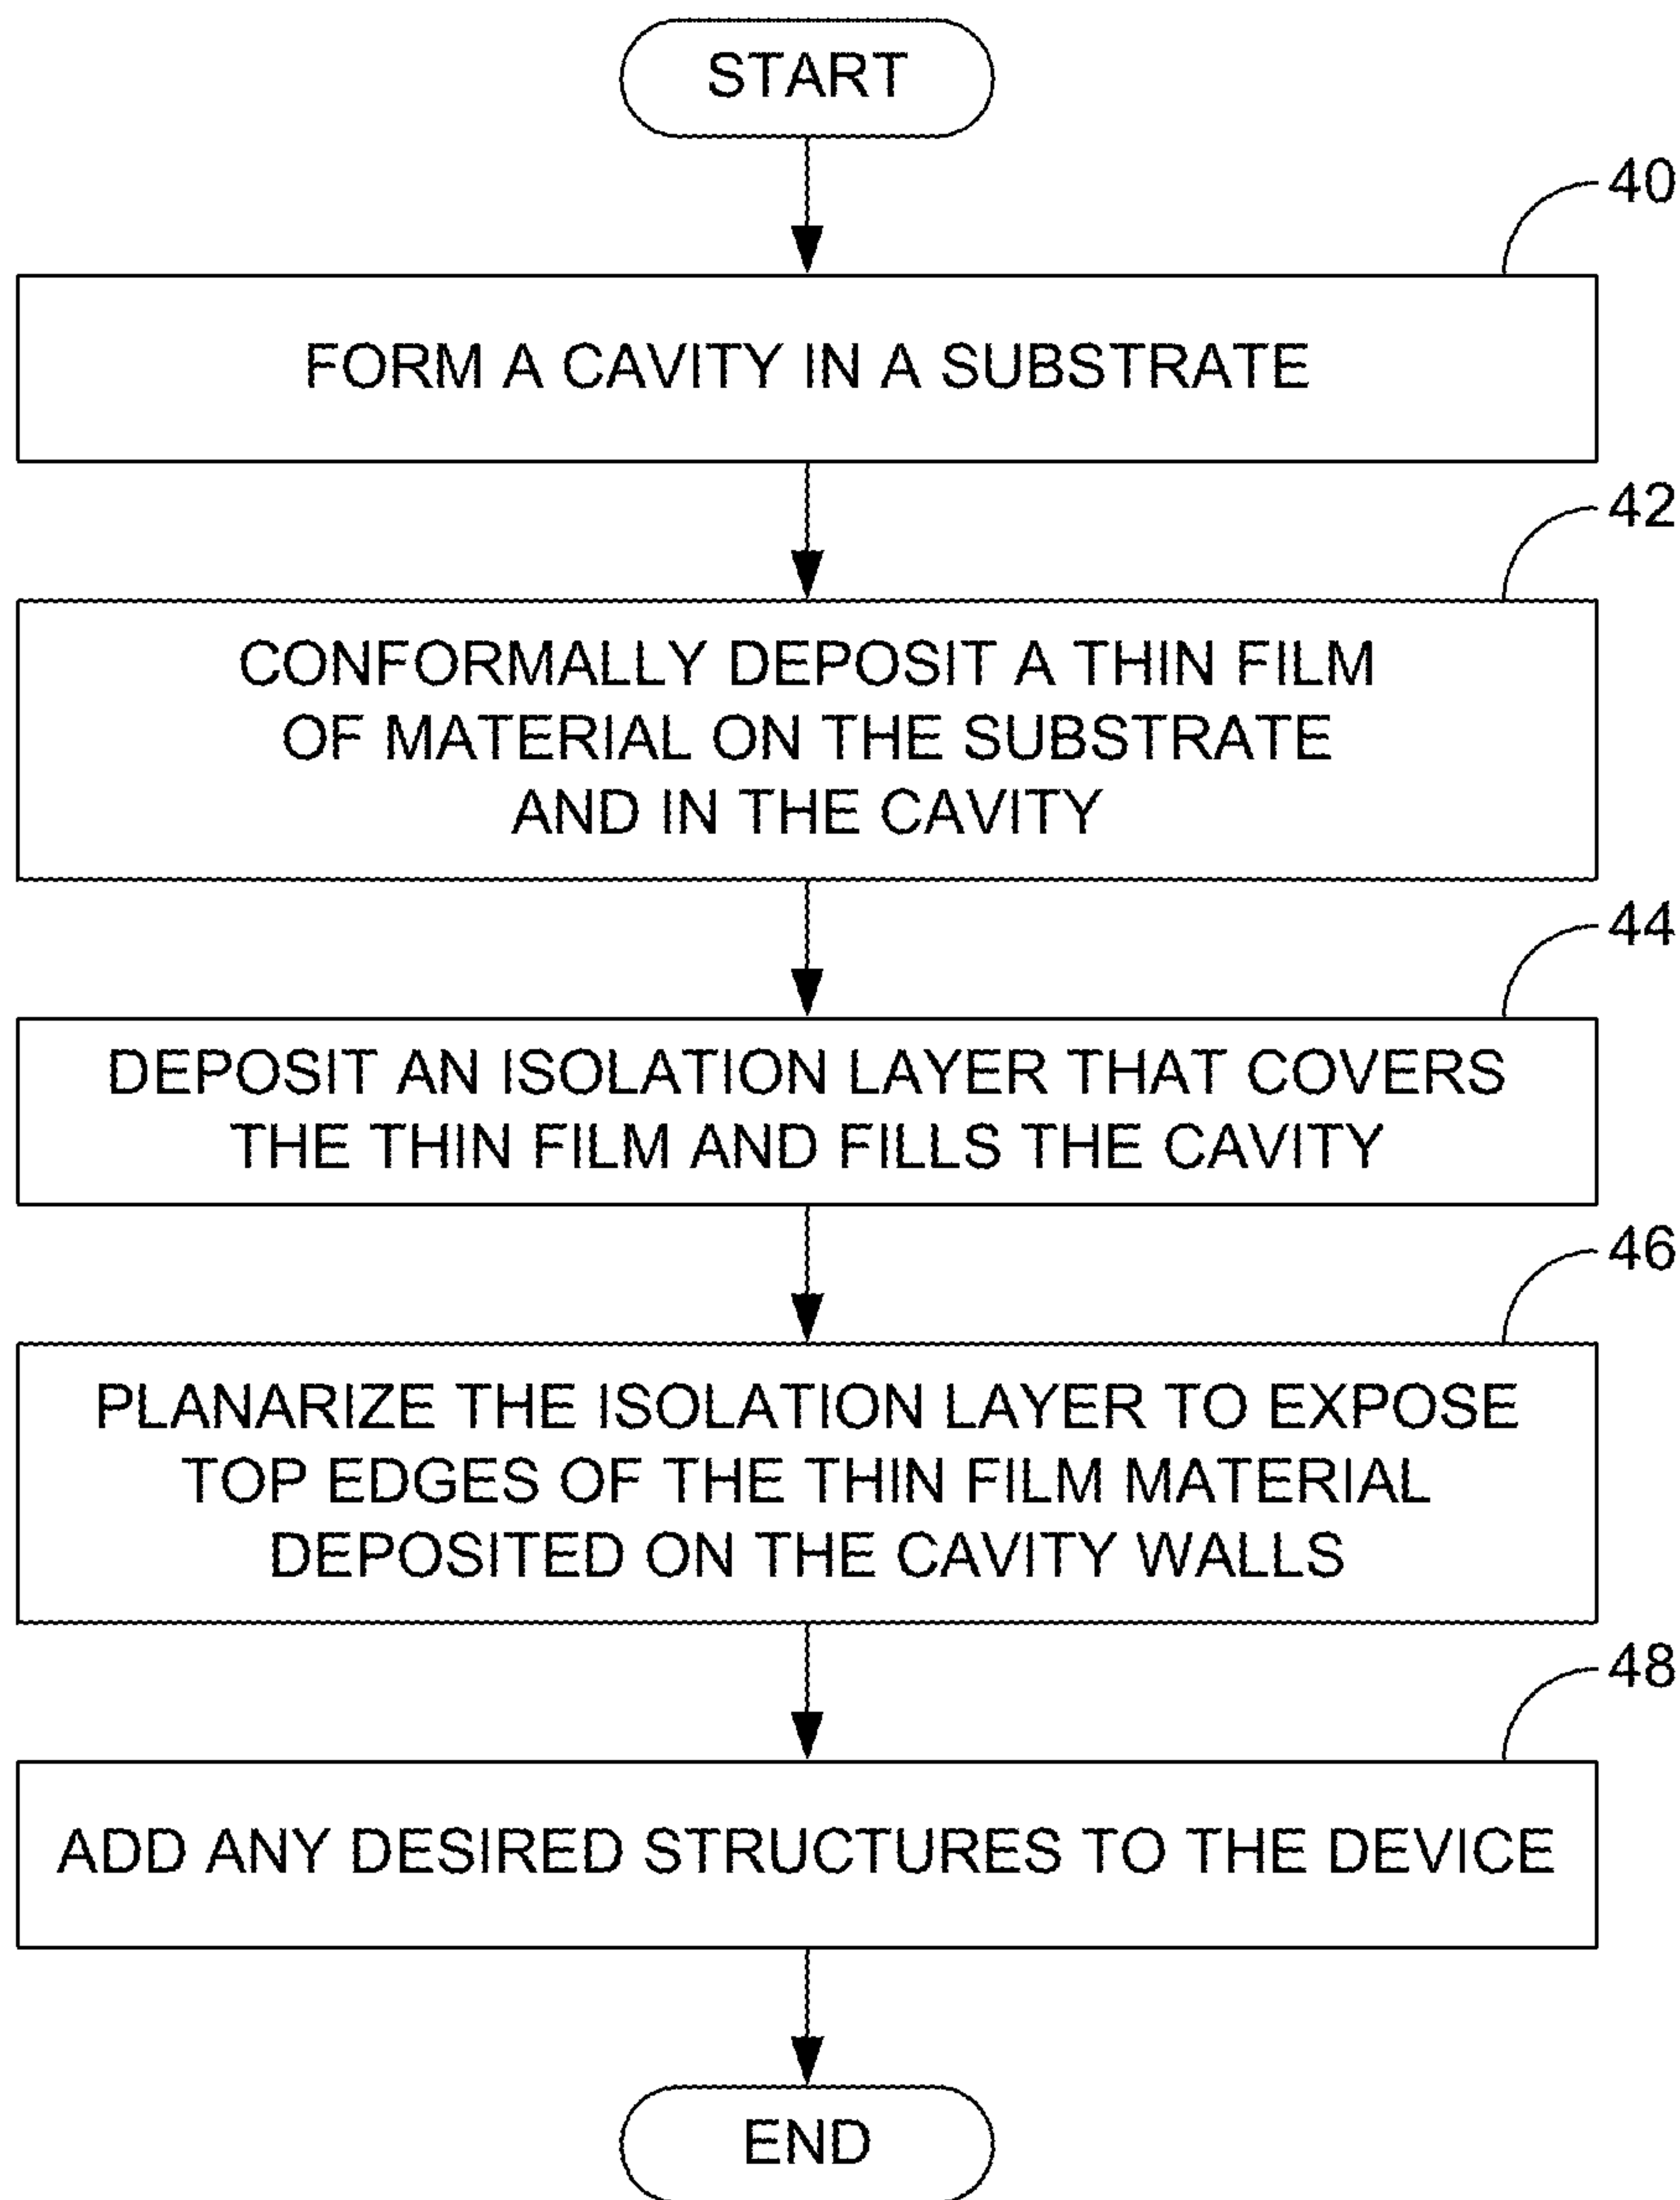 START
40
FORM A CAVITY IN A SUBSTRATE
42
CONFORMALLY DEPOSIT A THIN FILM
OF MATERIAL ON THE SUBSTRATE
AND IN THE CAVITY
44
DEPOSIT AN ISOLATION LAYER THAT COVERS
THE THIN FILM AND FILLS THE CAVITY
46
PLANARIZE THE ISOLATION LAYER TO EXPOSE
TOP EDGES OF THE THIN FILM MATERIAL
DEPOSITED ON THE CAVITY WALLS
48
ADD ANY DESIRED STRUCTURES TO THE DEVICE
END